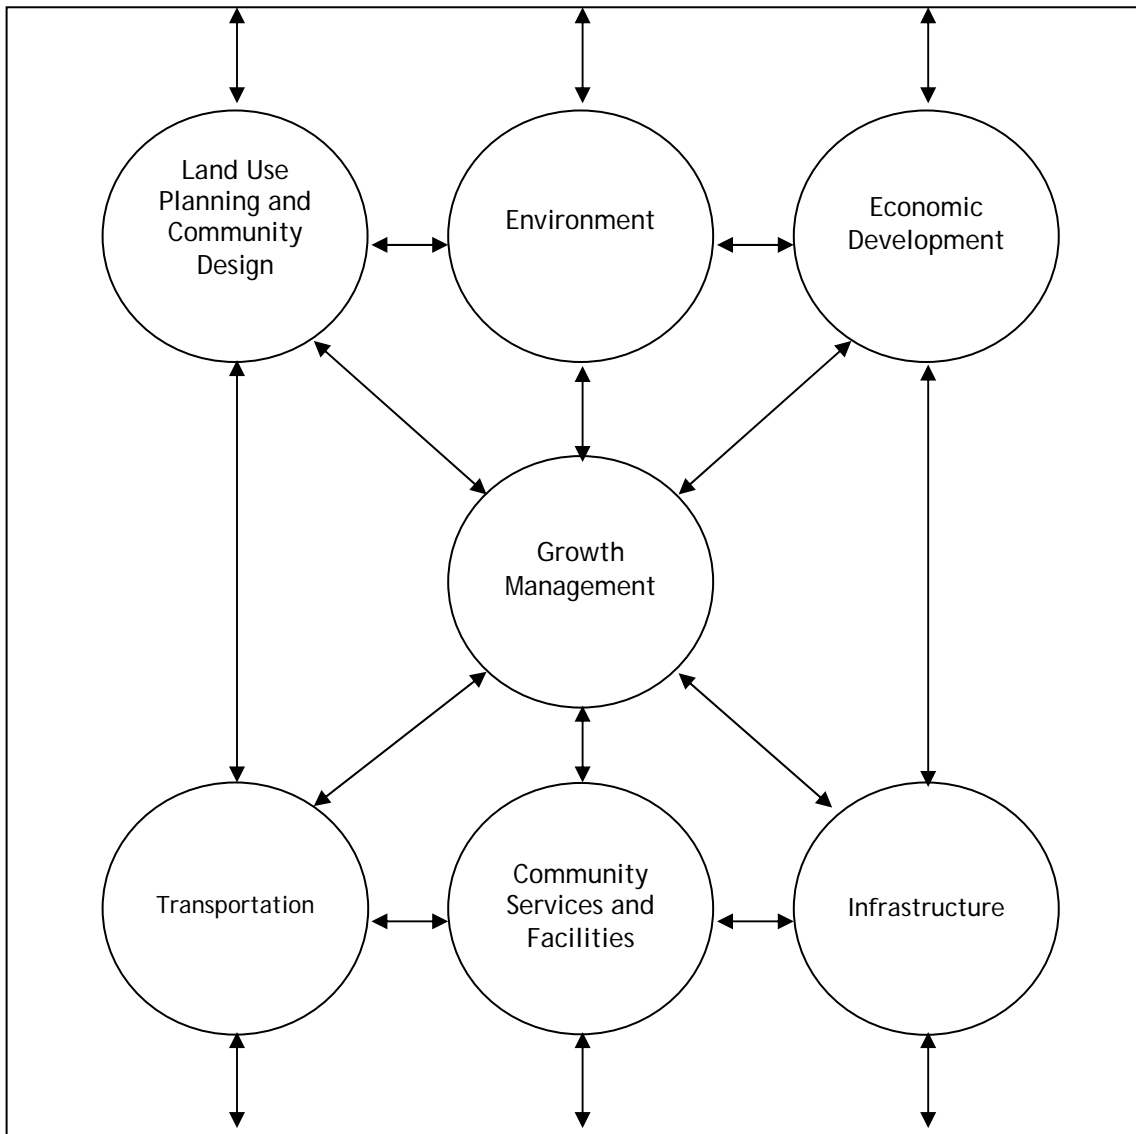 Land Use
Planning and
Community
Design
Environment
Economic
Development
Growth
Management
Transportation
Community
Services and
Facilities
Infrastructure